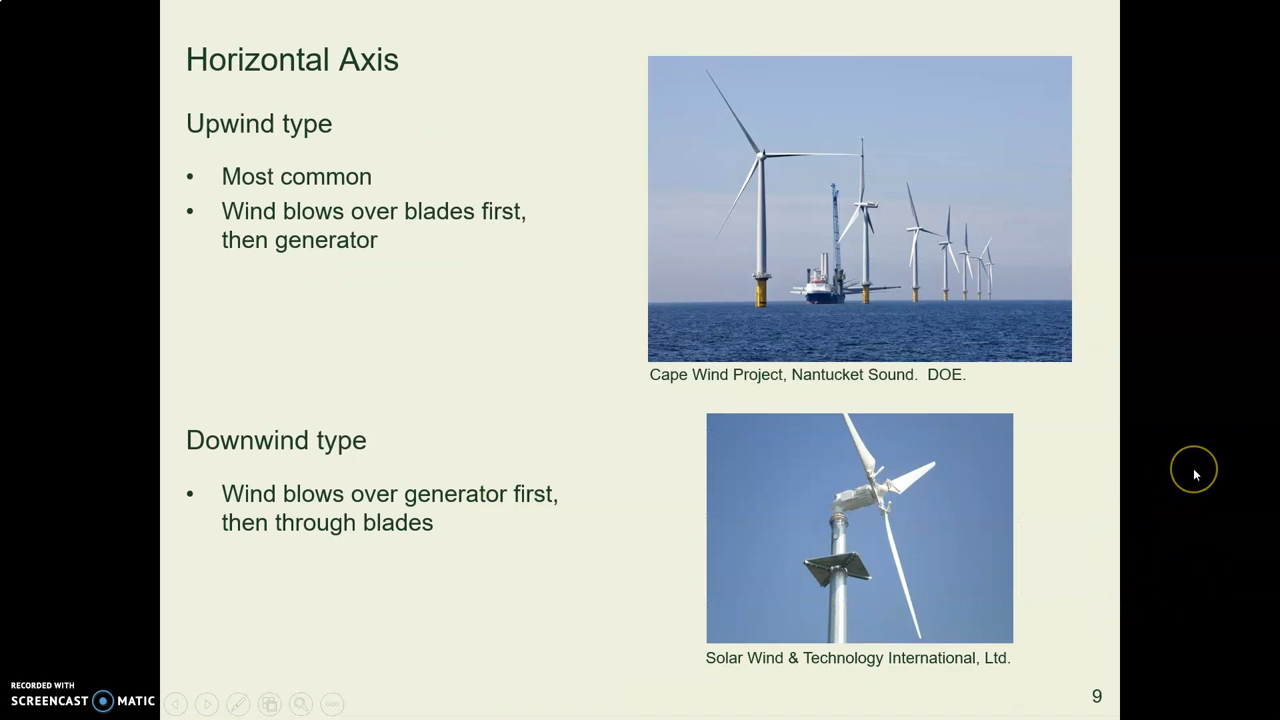 Horizontal Axis
Upwind type
• Most common
• Wind blows over blades first,
then generator
Cape Wind Project, Nantucket Sound.  DOE.
Downwind type
• Wind blows over generator first,
then through blades
Solar Wind & Technology International, Ltd.
9
RECORDED WITH
SCREENCAST MATIC